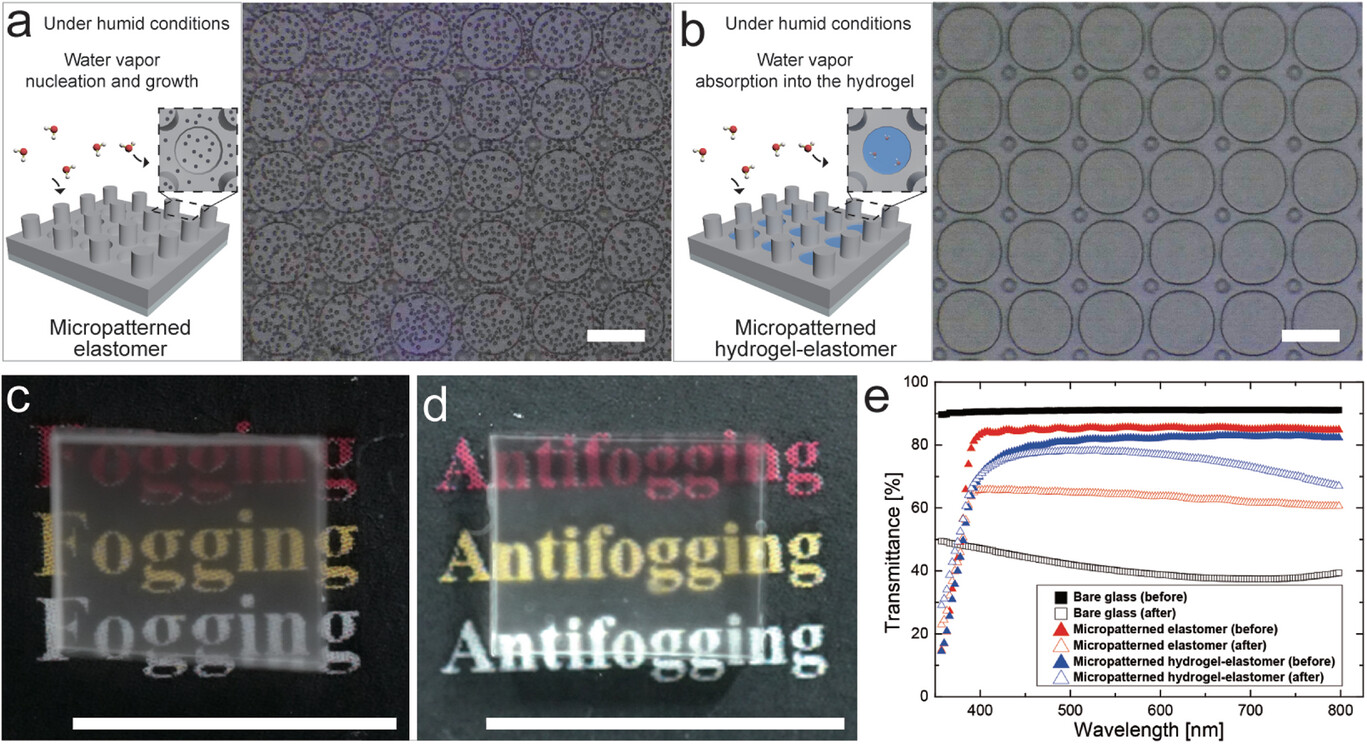 a
Under humid conditions
Water vapor
nucleation and growth
Micropatterned
elastomer
b
Under humid conditions
Water vapor
absorption into the hydrogel
Micropatterned
hydrogel-elastomer
c
Fogging
Fogging
Fogging
d
Antifogging
Antifogging
Antifogging
e
100
80
60
40
20
0
Transmittance [%]
Bare glass (before)
Bare glass (after)
Micropatterned elastomer (before)
Micropatterned elastomer (after)
Micropatterned hydrogel-elastomer (before)
Micropatterned hydrogel-elastomer (after)
400 500 600 700 800
Wavelength [nm]